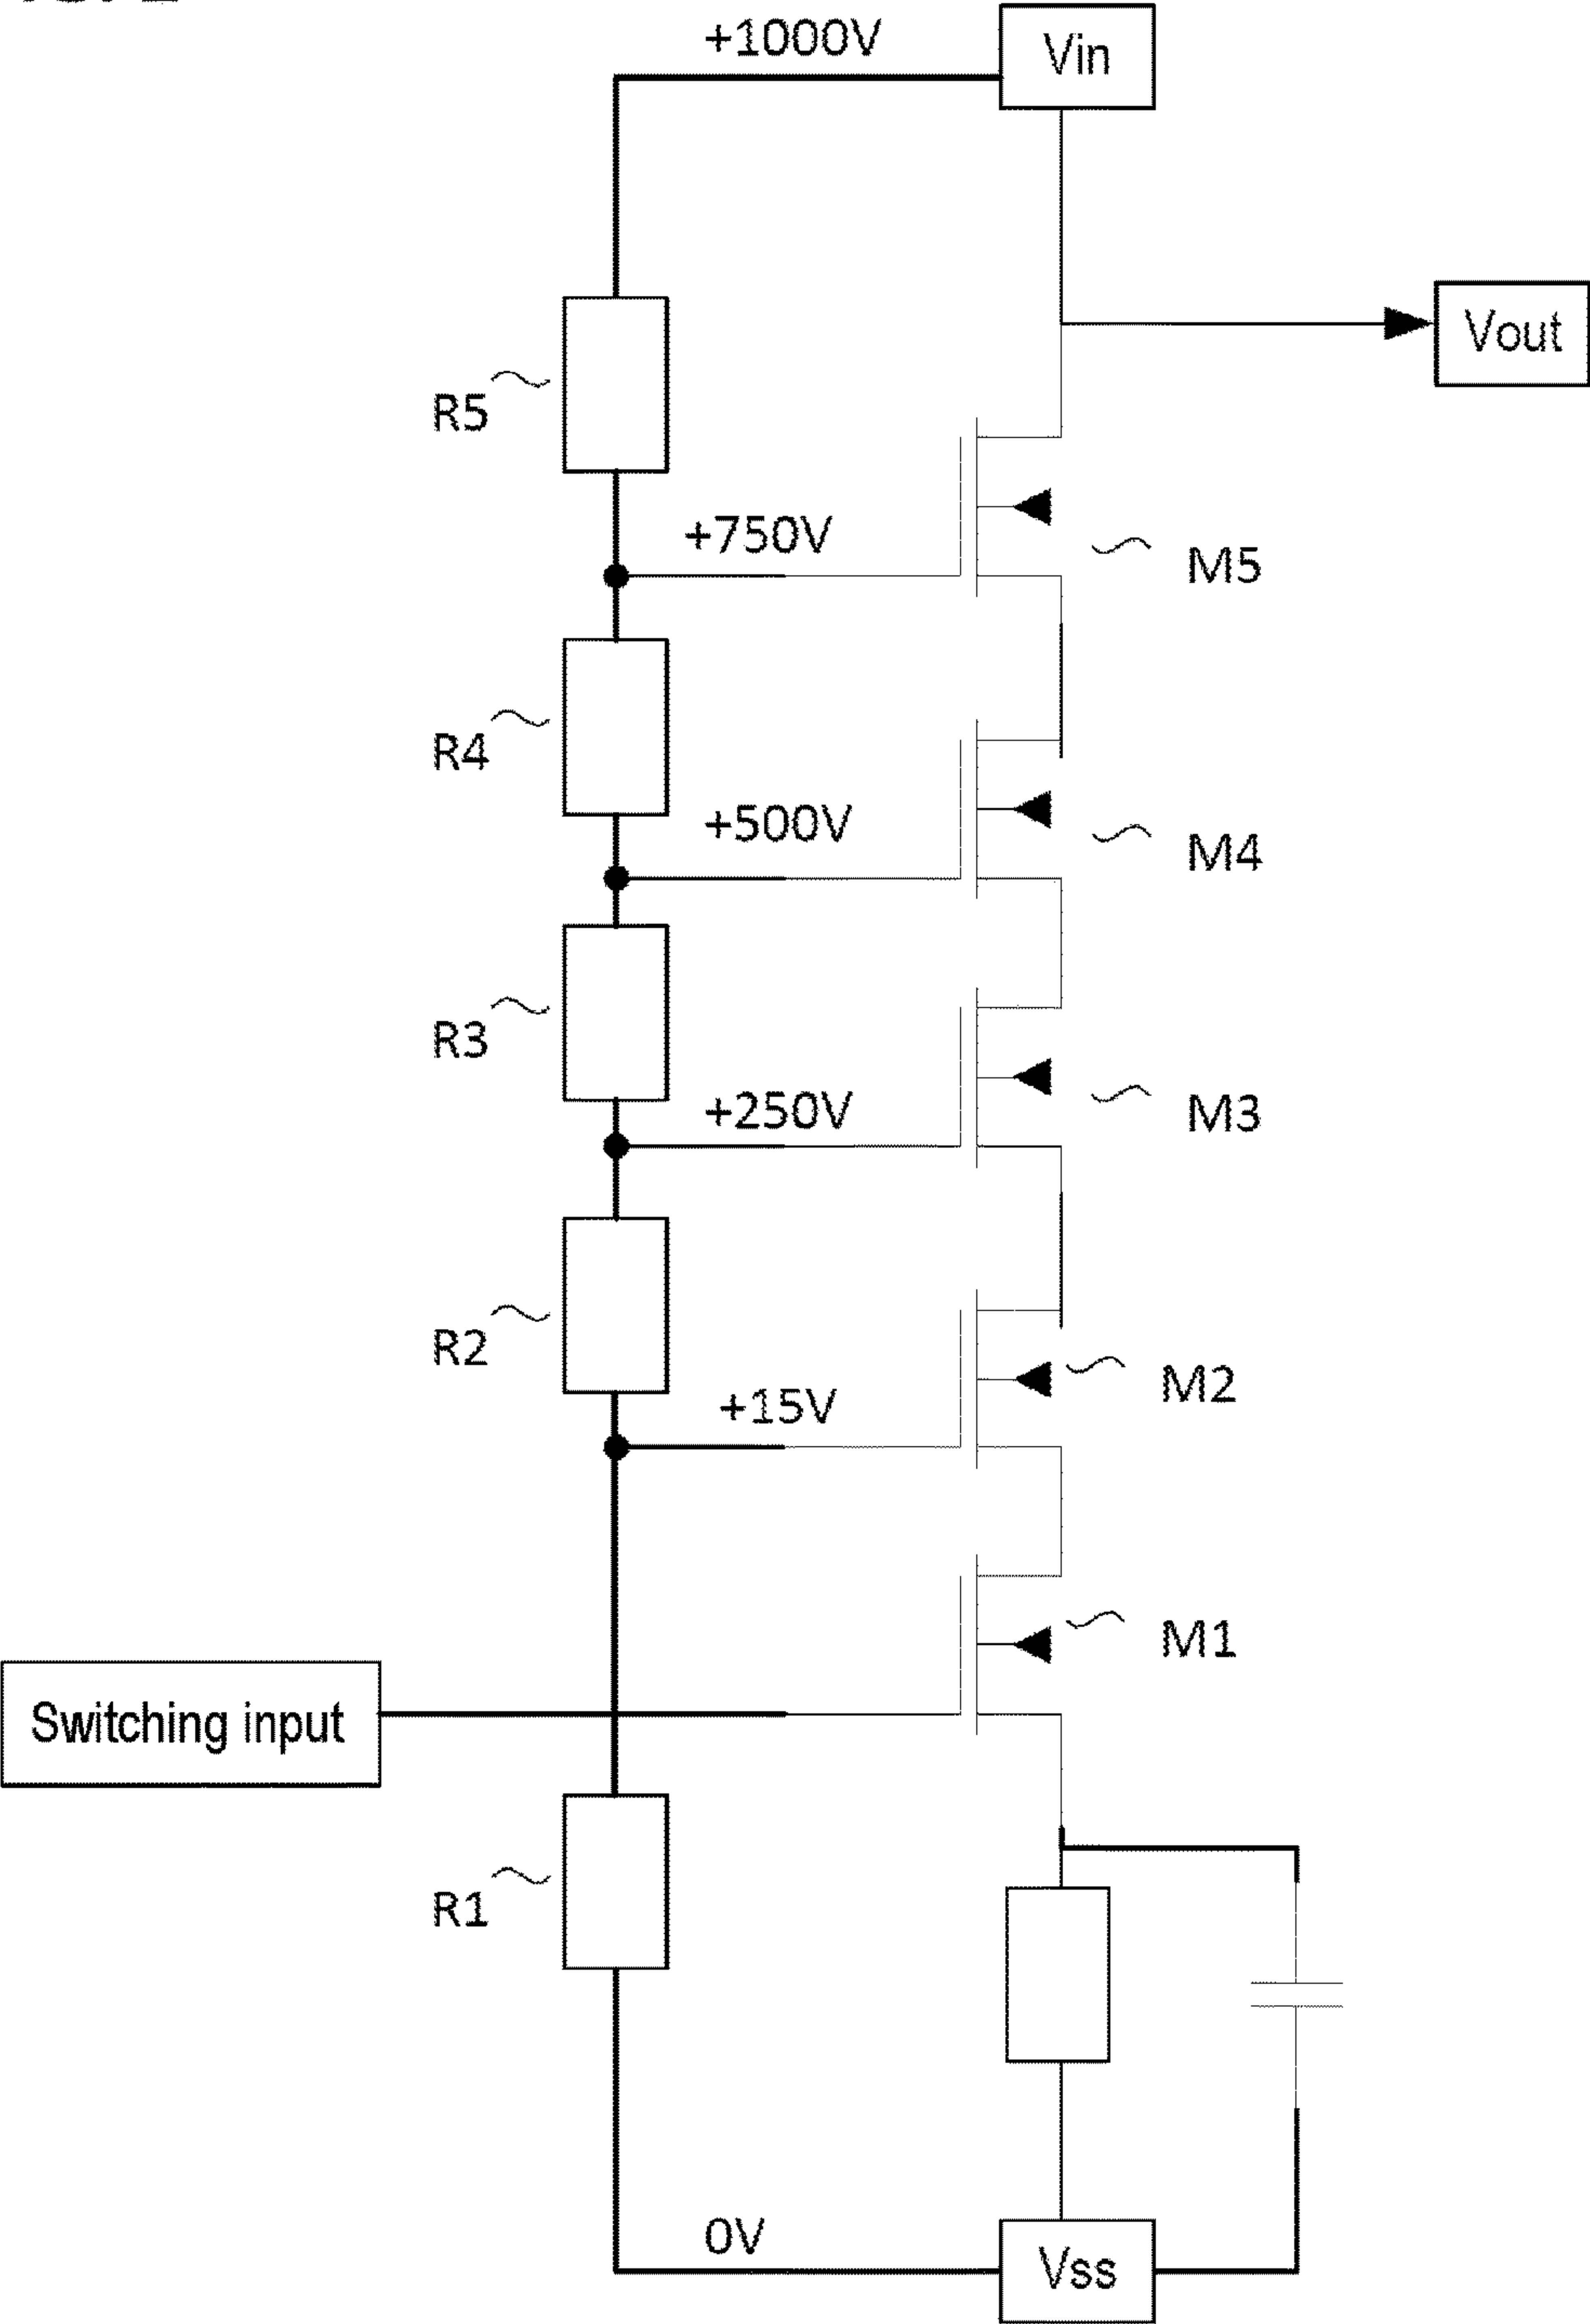 +1000V
Vin
Vout
R5
+750V
M5
R4
+500V
M4
R3
+250V
M3
R2
+15V
M2
Switching input
M1
R1
0V
Vss